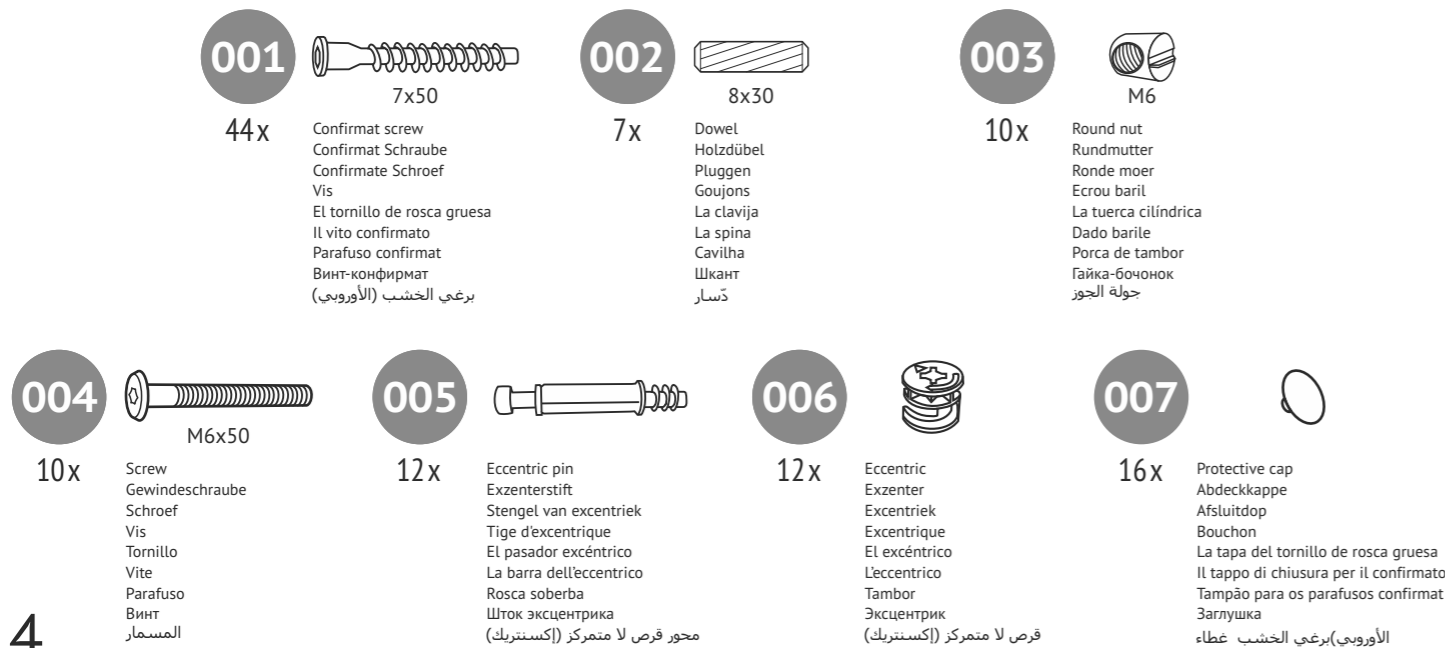 001
7x50
44x
Confirmat screw
Confirmat Schraube
Confirmate Schroef
Vis
El tornillo de rosca gruesa
Il vito confirmato
Parafuso confirmat
Винт-конфирмат
برغي الخشب (الأوروبي)
002
8x30
7x
Dowel
Holzdübel
Pluggen
Goujons
La clavija
La spina
Cavilha
Шкант
دّسار
003
M6
10x
Round nut
Rundmutter
Ronde moer
Ecrou baril
La tuerca cilíndrica
Dado barile
Porca de tambor
Гайка-бочонок
جولة الجوز
004
M6x50
10x
Screw
Gewindeschraube
Schroef
Vis
Tornillo
Vite
Parafuso
Винт
المسمار
005
12x
Eccentric pin
Exzenterstift
Stengel van excentriek
Tige d'excentrique
El pasador excéntrico
La barra dell'eccentrico
Rosca soberba
Шток эксцентрика
محور قرص لا متمركز (إكسنتريك)
006
12x
Eccentric
Exzenter
Excentriek
Excentrique
El excéntrico
L'eccentrico
Tambor
Эксцентрик
قرص لا متمركز (إكسنتريك)
007
16x
Protective cap
Abdeckkappe
Afsluitdop
Bouchon
La tapa del tornillo de rosca gruesa
Il tappo di chiusura per il confirmato
Tampão para os parafusos confirmat
Заглушка
الأوروبي)برغي الخشب غطاء
4